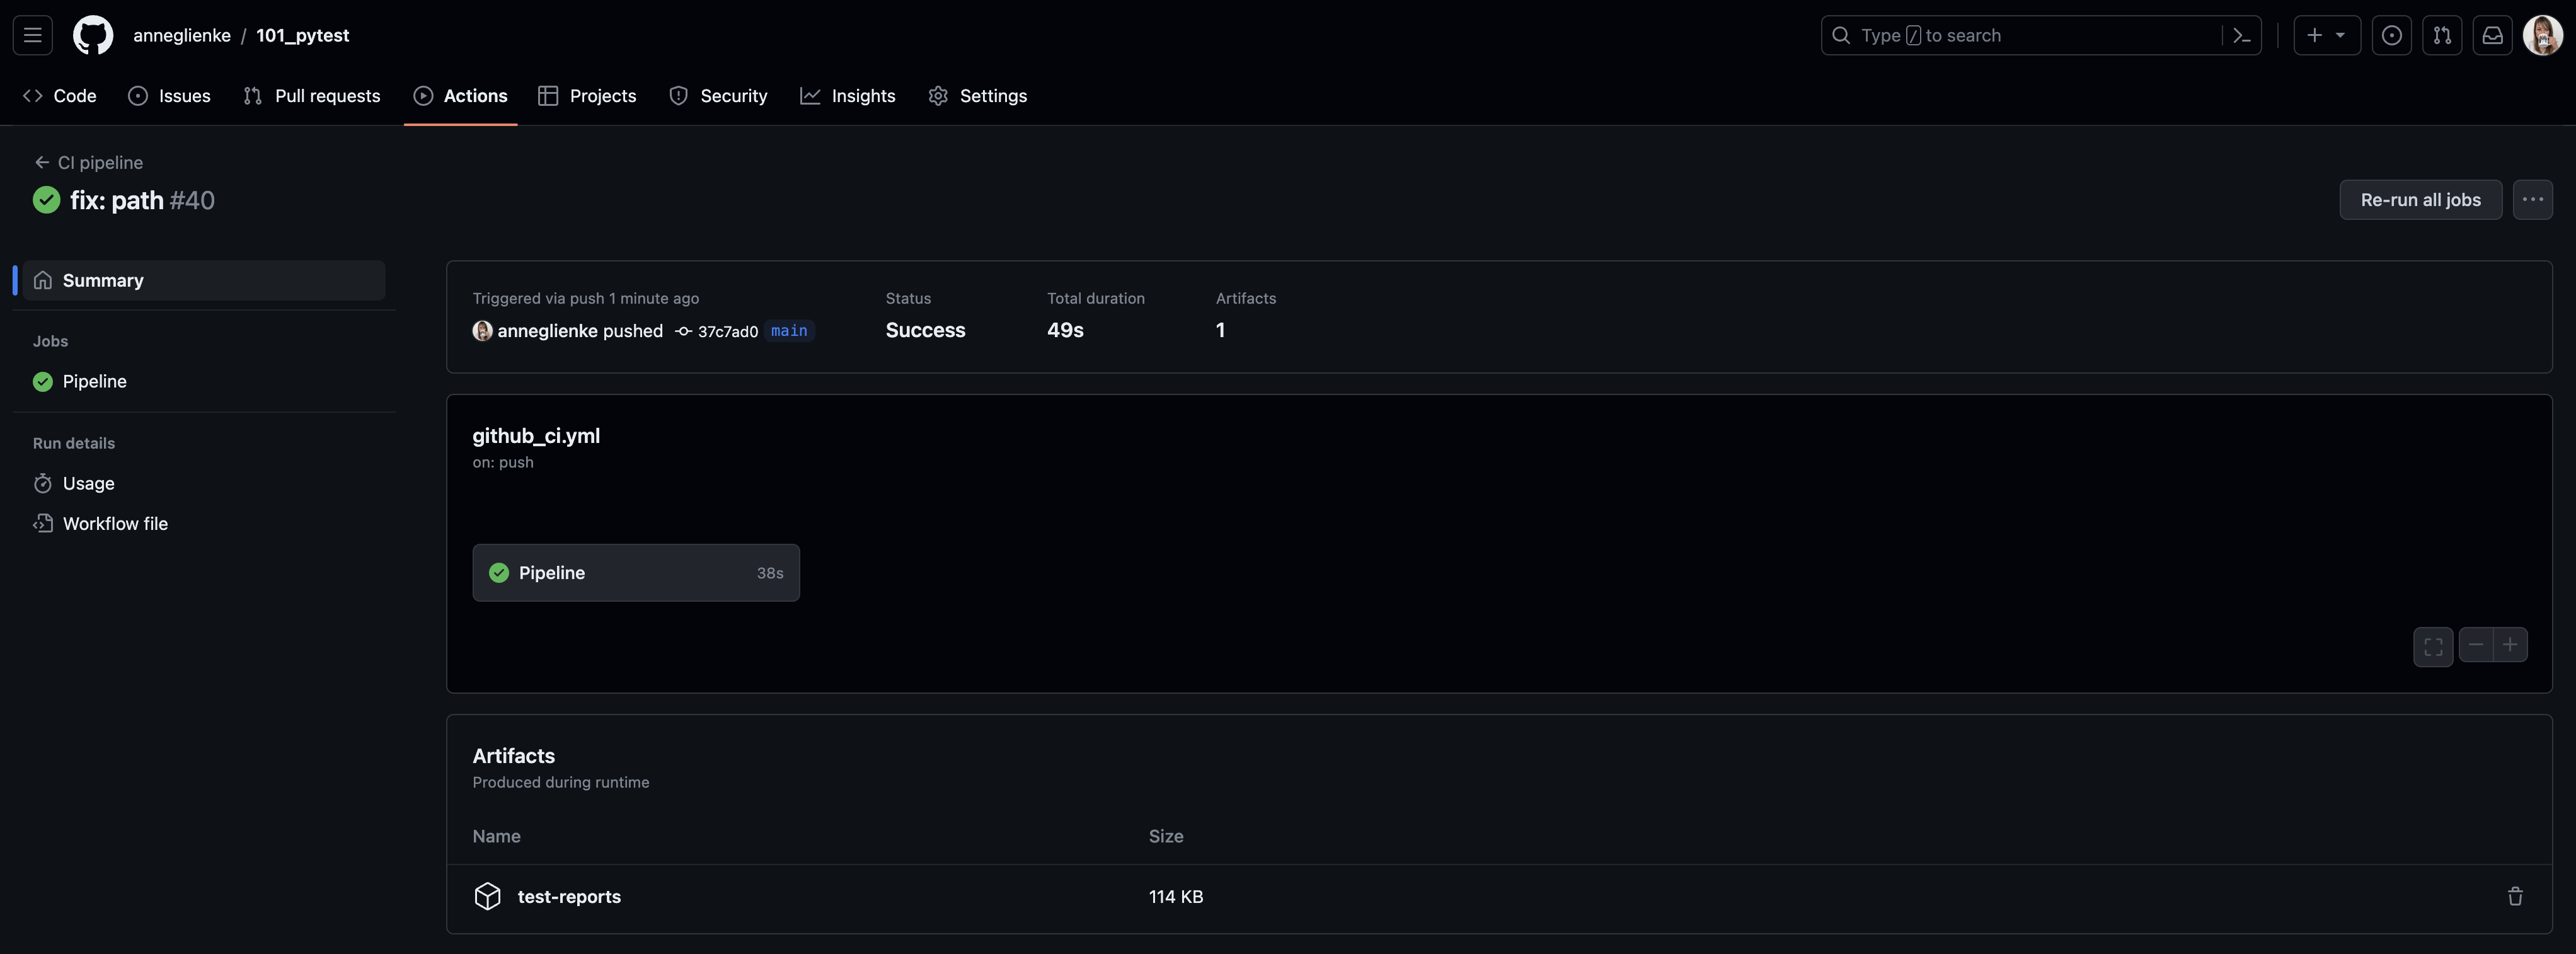 anneglienke / 101_pytest
Type / to search
Code Issues Pull requests Actions Projects Security Insights Settings
CI pipeline
fix: path #40
Re-run all jobs
Summary
Jobs
Pipeline
Run details
Usage
Workflow file
Triggered via push 1 minute ago
anneglienke pushed 37c7ad0 main
Status
Success
Total duration
49s
Artifacts
1
github_ci.yml
on: push
Pipeline 38s
Artifacts
Produced during runtime
Name Size
test-reports 114 KB